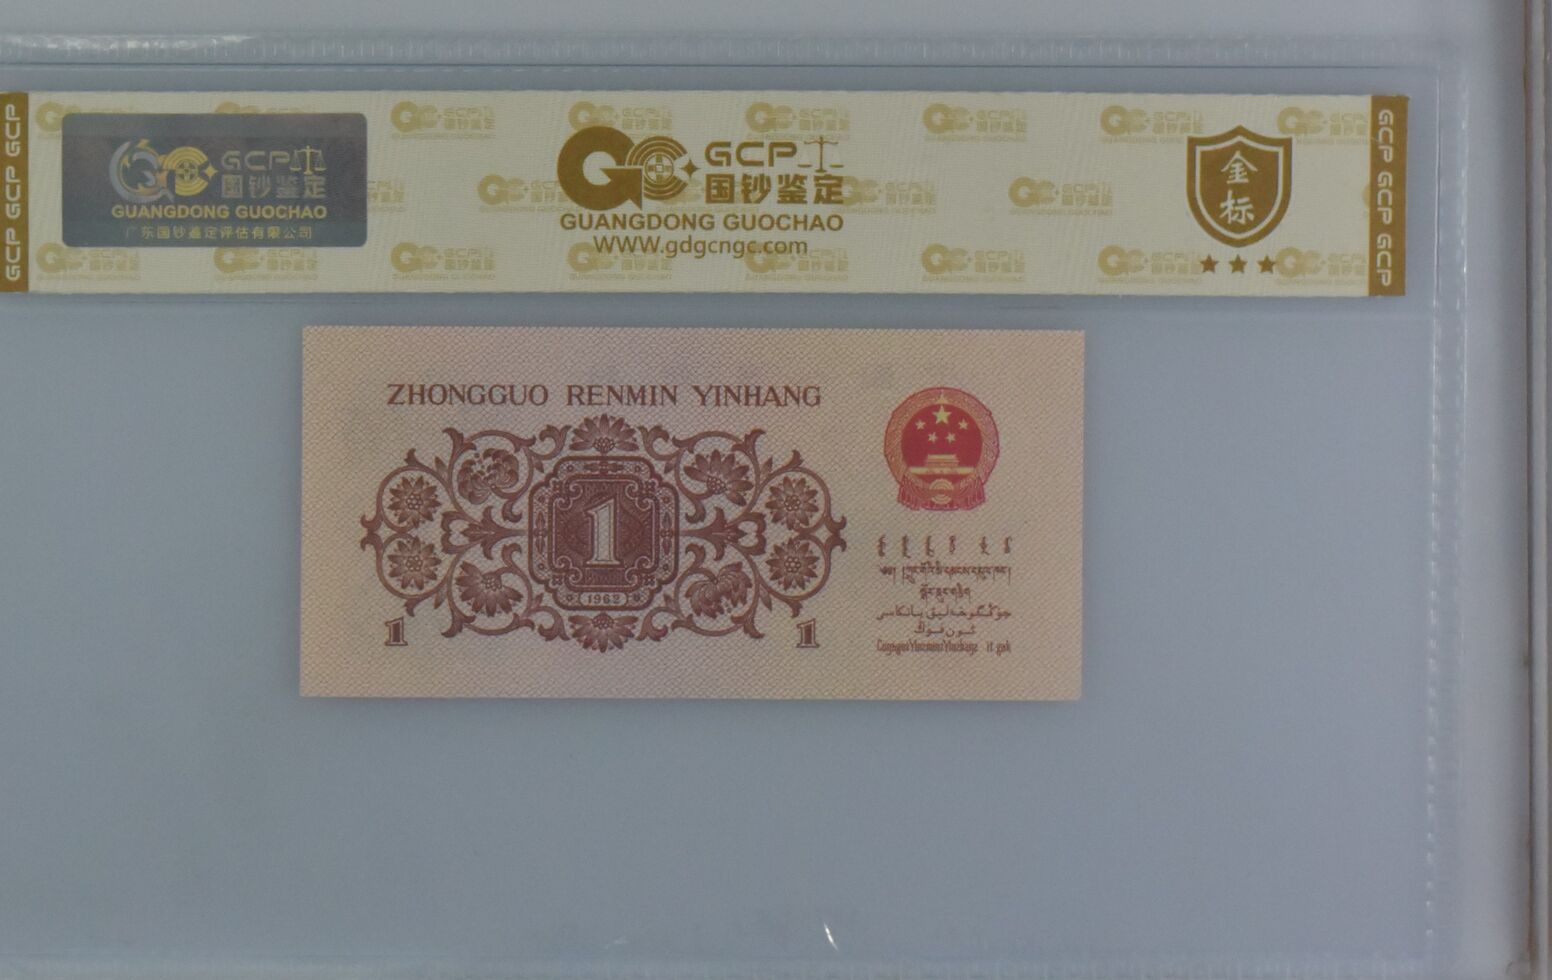 GCP GCP GCP
GCP 国钞鉴定
GUANGDONG GUOCHAO
广东国钞鉴定评估有限公司
GCP
国钞鉴定
GUANGDONG GUOCHAO
WWW.gdgcngc.com
金
标
GCP GCP GCP
ZHONGGUO RENMIN YINHANG
1
1962
1
1